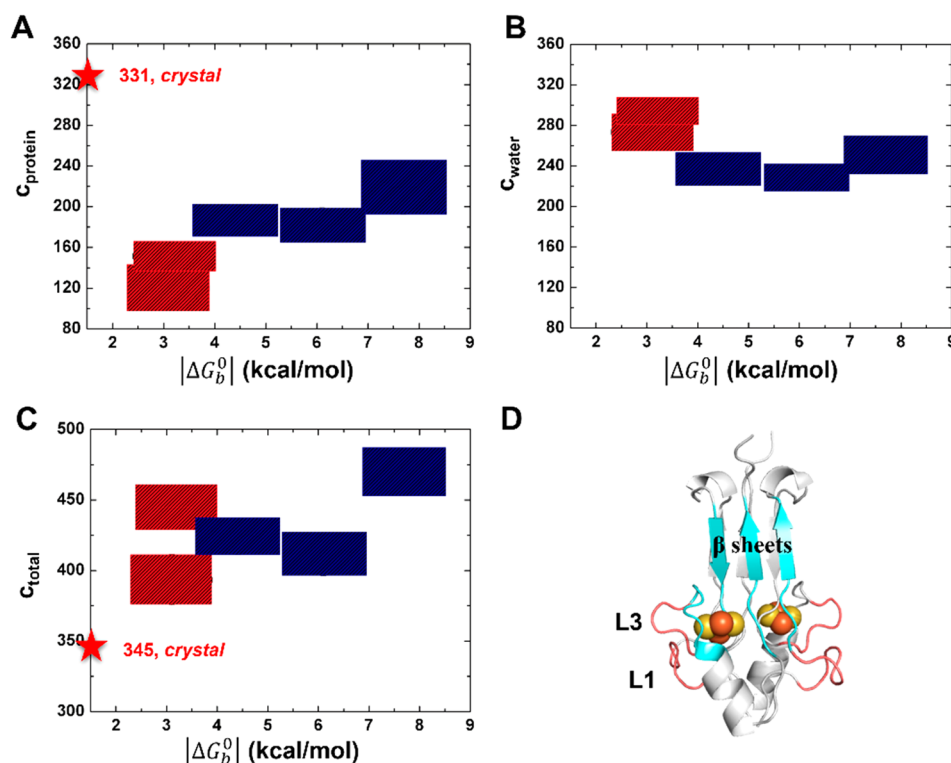 A
B
360
320
280
240
200
160
120
80
c_protein
331, crystal
2 3 4 5 6 7 8 9
|ΔG_b^0| (kcal/mol)
360
320
280
240
200
160
120
80
c_water
2 3 4 5 6 7 8 9
|ΔG_b^0| (kcal/mol)
C
D
500
450
400
350
300
c_total
345, crystal
2 3 4 5 6 7 8 9
|ΔG_b^0| (kcal/mol)
β sheets
L3
L1